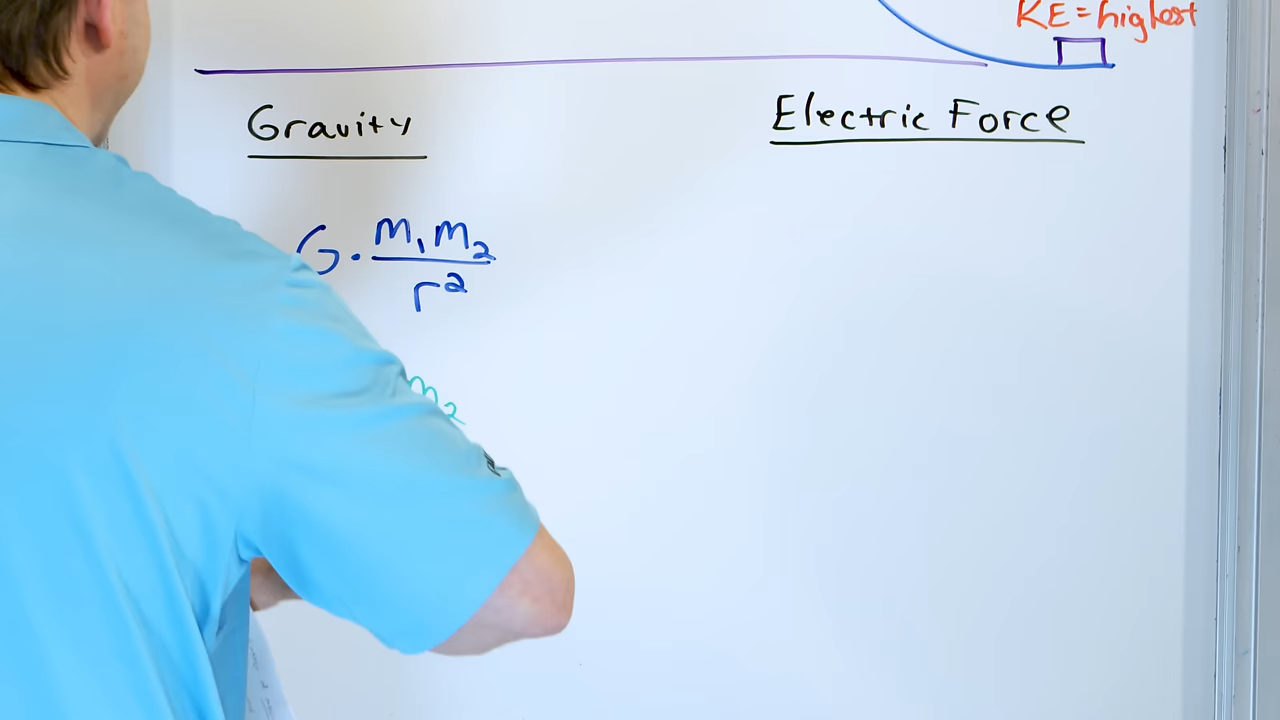 KE = highest
Gravity
Electric Force
G · m₁m₂
r²
m₂